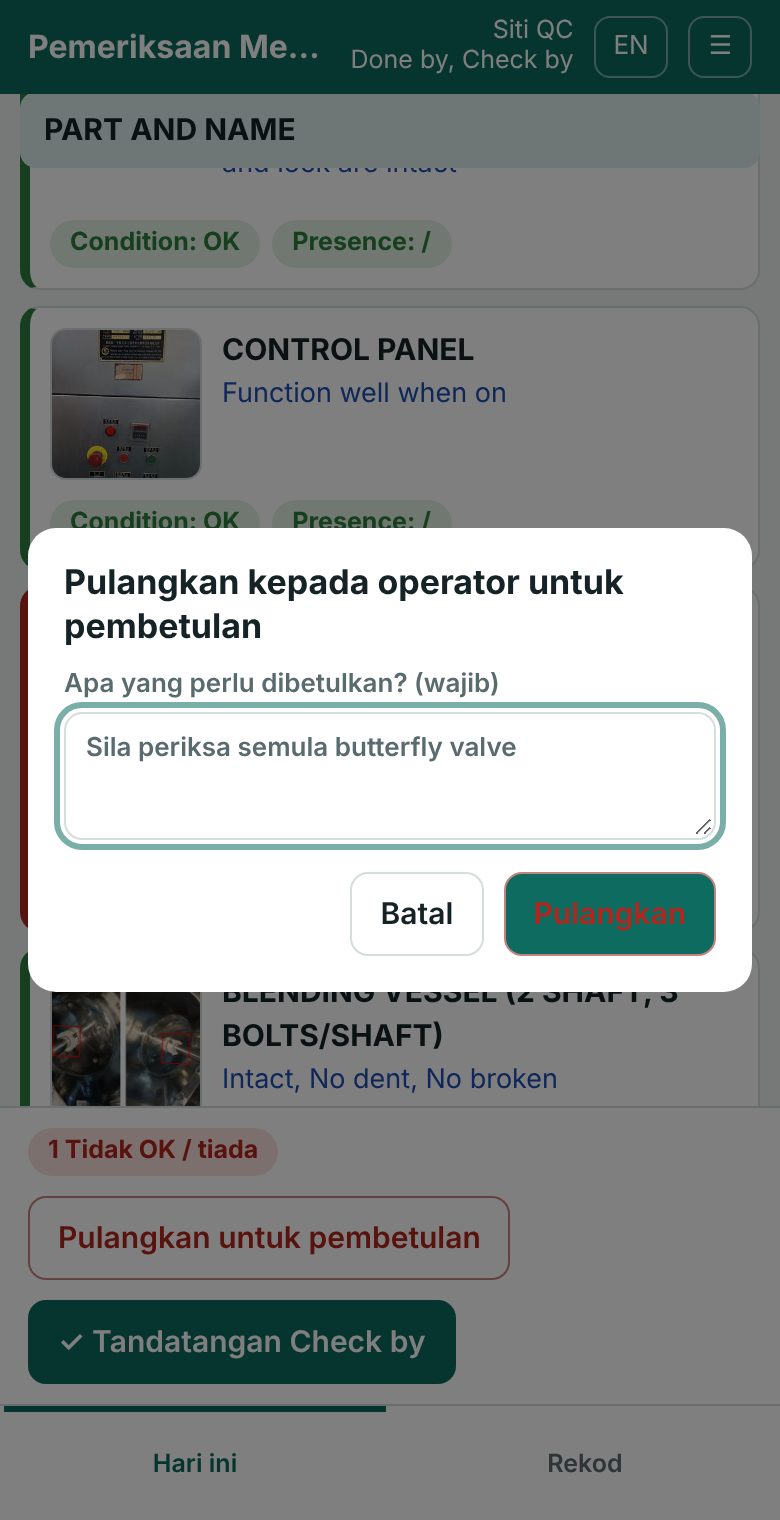 Pemeriksaan Me...
Siti QC
Done by, Check by
EN
PART AND NAME
and lock are intact
Condition: OK
Presence: /
CONTROL PANEL
Function well when on
Condition: OK
Presence: /
Pulangkan kepada operator untuk
pembetulan
Apa yang perlu dibetulkan? (wajib)
Sila periksa semula butterfly valve
Batal
Pulangkan
BLENDING VESSEL (2 SHAFT, 3
BOLTS/SHAFT)
Intact, No dent, No broken
1 Tidak OK / tiada
Pulangkan untuk pembetulan
✓ Tandatangan Check by
Hari ini
Rekod